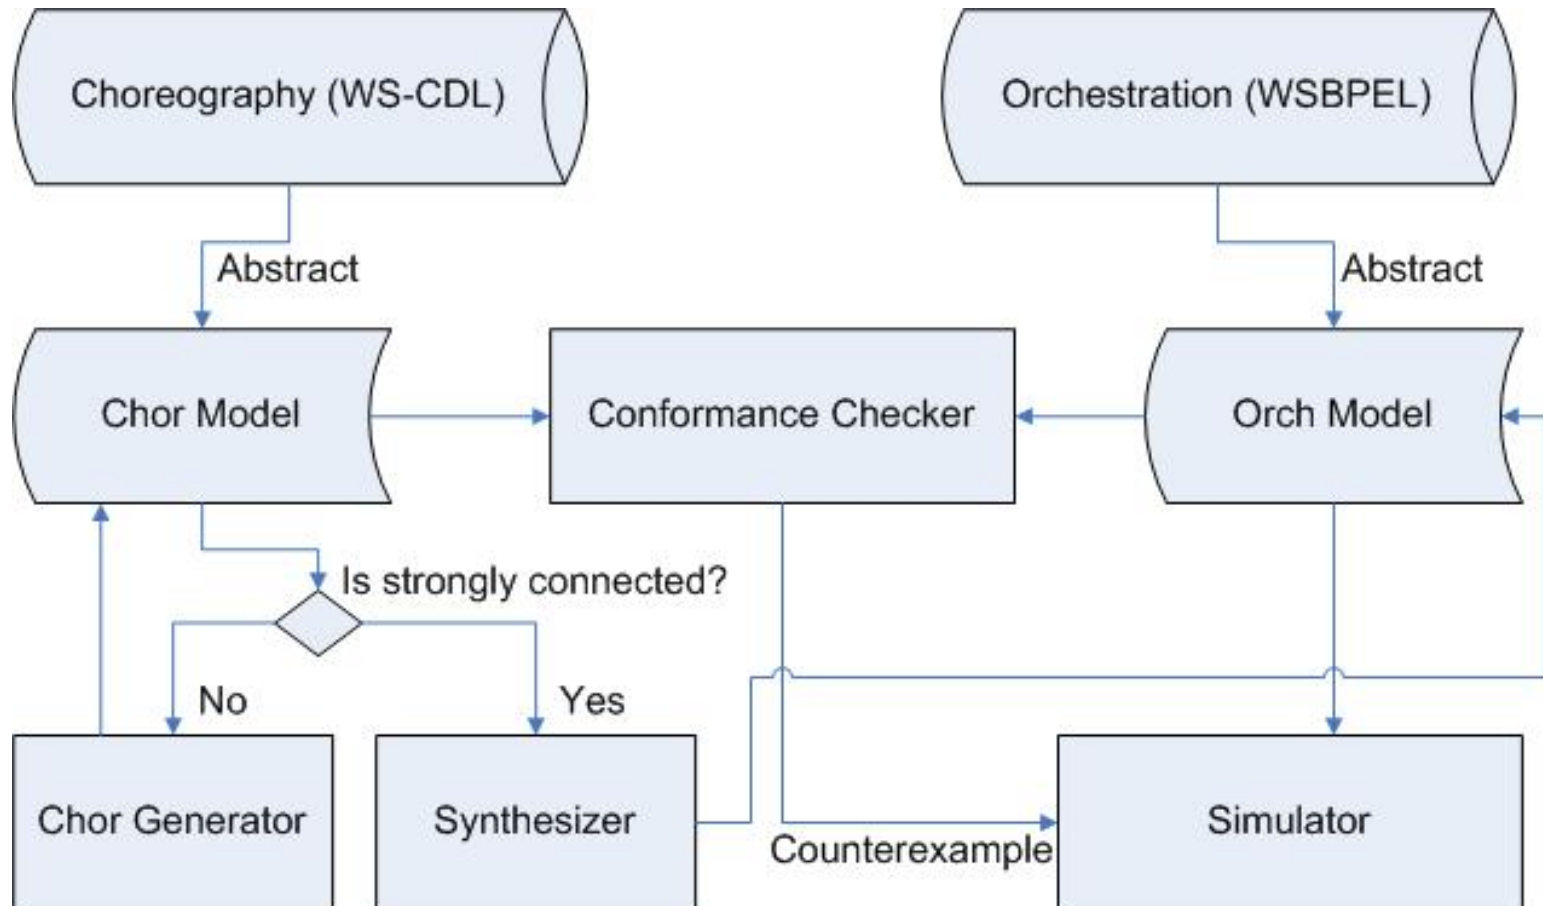 Choreography (WS-CDL)
Orchestration (WSBPEL)
Abstract
Abstract
Chor Model
Conformance Checker
Orch Model
Is strongly connected?
No
Yes
Chor Generator
Synthesizer
Simulator
Counterexample